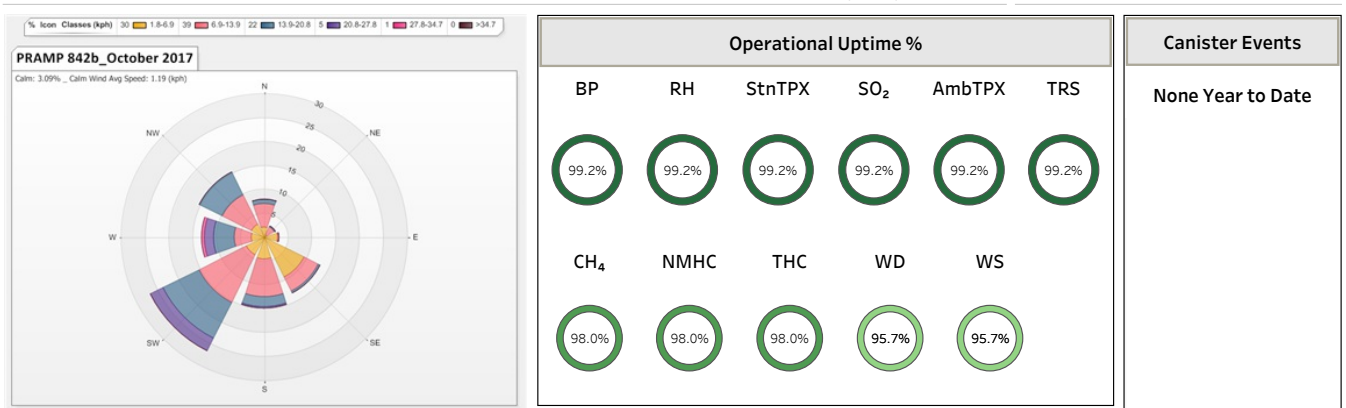 % Icon Classes (kph) 30 1.8-6.9 39 6.9-13.9 22 13.9-20.8 5 20.8-27.8 1 27.8-34.7 0 >34.7
PRAMP 842b_October 2017
Calm: 3.09% _ Calm Wind Avg Speed: 1.19 (kph)
N
NE
E
SE
S
SW
W
NW
30
25
20
15
10
5
Operational Uptime %
BP RH StnTPX SO₂ AmbTPX TRS
99.2% 99.2% 99.2% 99.2% 99.2% 99.2%
CH₄ NMHC THC WD WS
98.0% 98.0% 98.0% 95.7% 95.7%
Canister Events
None Year to Date